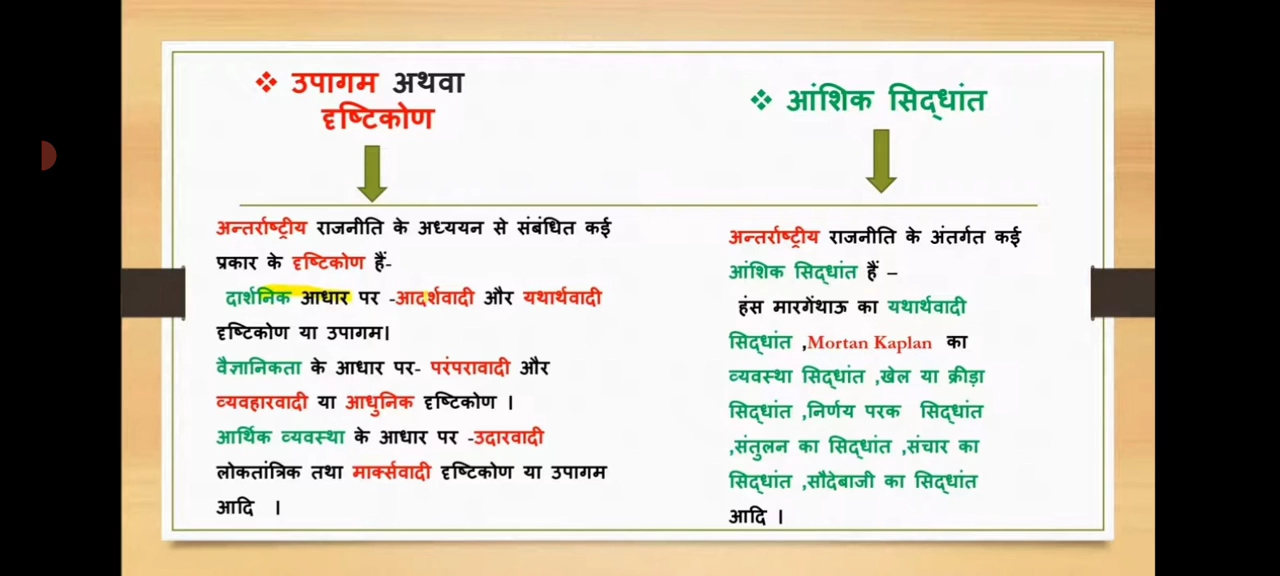 ❖ उपागम अथवा
दृष्टिकोण
अन्तर्राष्ट्रीय राजनीति के अध्ययन से संबंधित कई
प्रकार के दृष्टिकोण हैं-
दार्शनिक आधार पर -आदर्शवादी और यथार्थवादी
दृष्टिकोण या उपागम।
वैज्ञानिकता के आधार पर- परंपरावादी और
व्यवहारवादी या आधुनिक दृष्टिकोण ।
आर्थिक व्यवस्था के आधार पर -उदारवादी
लोकतांत्रिक तथा मार्क्सवादी दृष्टिकोण या उपागम
आदि ।
❖ आंशिक सिद्धांत
अन्तर्राष्ट्रीय राजनीति के अंतर्गत कई
आंशिक सिद्धांत हैं –
हंस मारगेंथाऊ का यथार्थवादी
सिद्धांत ,Mortan Kaplan का
व्यवस्था सिद्धांत ,खेल या क्रीड़ा
सिद्धांत ,निर्णय परक सिद्धांत
,संतुलन का सिद्धांत ,संचार का
सिद्धांत ,सौदेबाजी का सिद्धांत
आदि ।